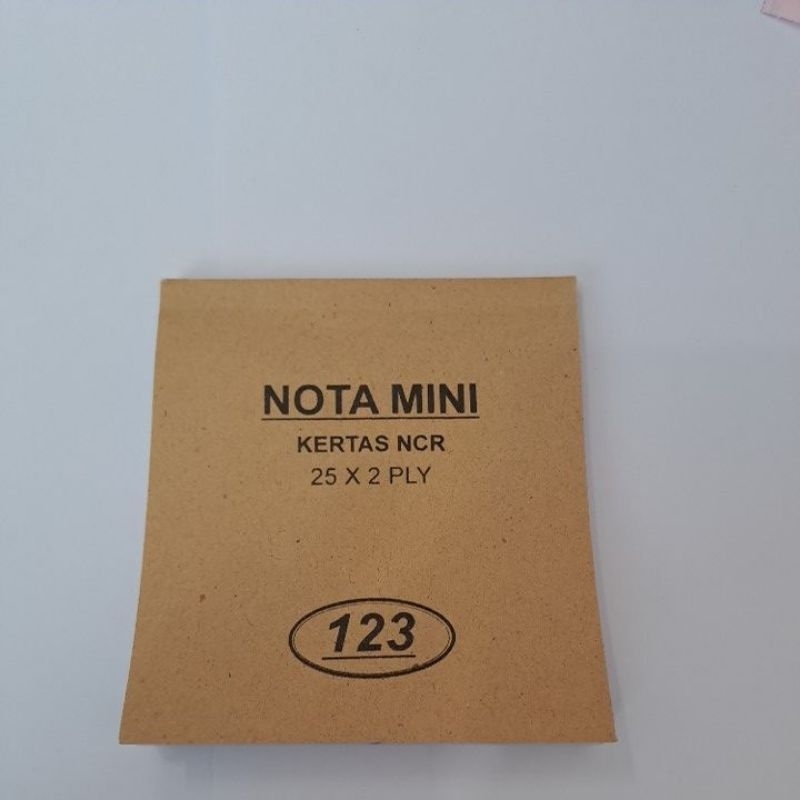 NOTA MINI
KERTAS NCR
25 X 2 PLY
123